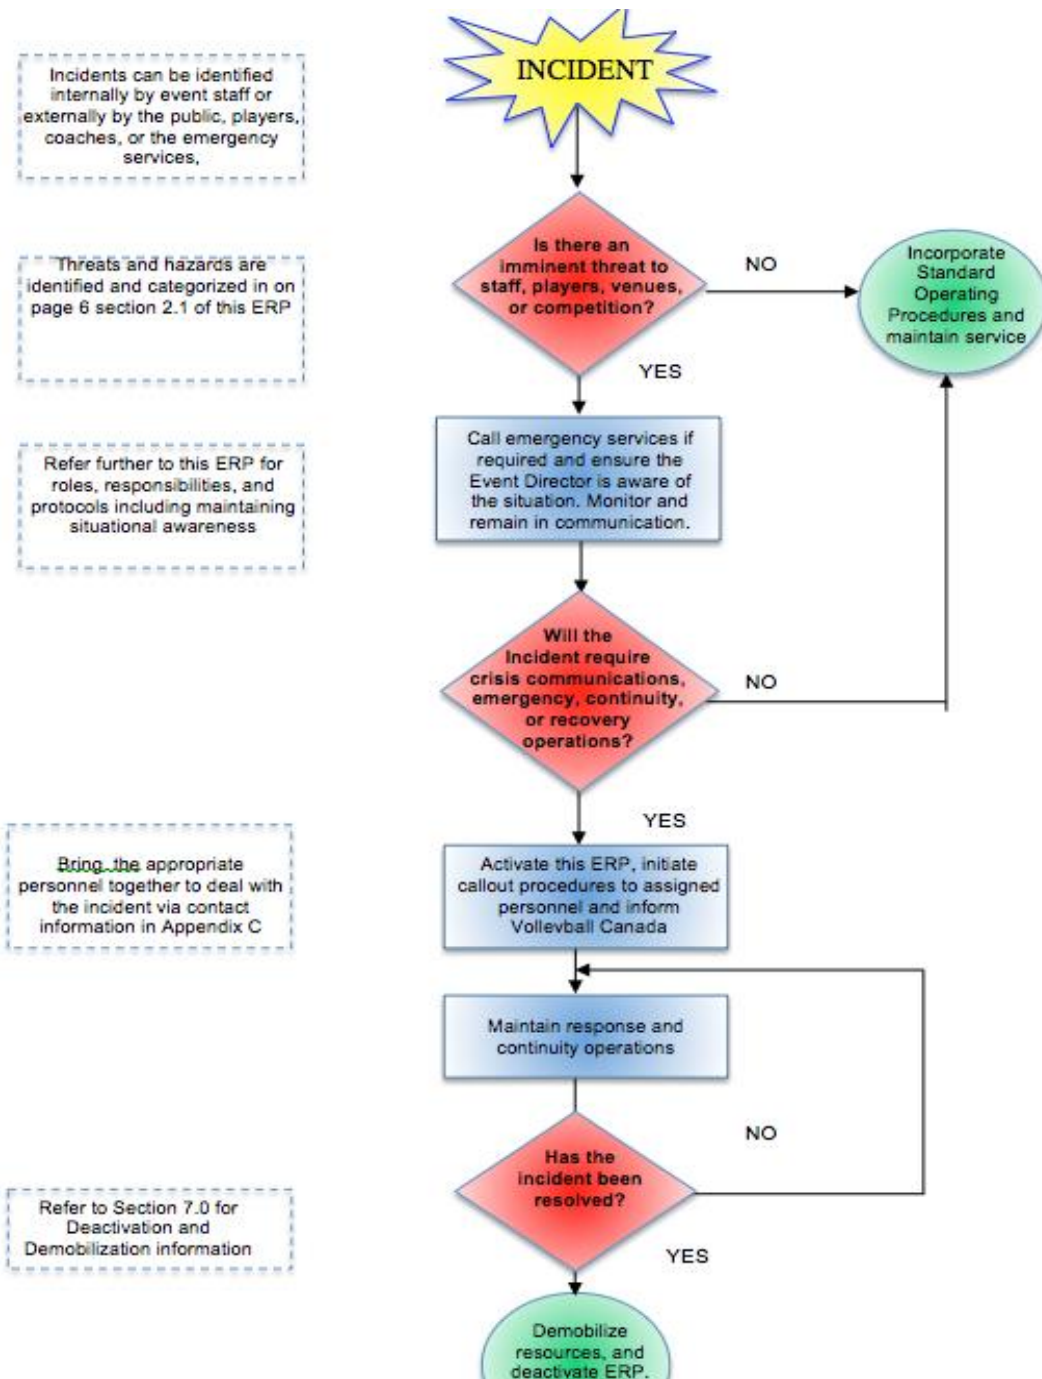 INCIDENT
Incidents can be identified
internally by event staff or
externally by the public, players,
coaches, or the emergency
services,
Is there an
imminent threat to
staff, players, venues,
or competition?
NO
Incorporate
Standard
Operating
Procedures and
maintain service
Threats and hazards are
identified and categorized in on
page 6 section 2.1 of this ERP
YES
Call emergency services if
required and ensure the
Event Director is aware of
the situation. Monitor and
remain in communication.
Refer further to this ERP for
roles, responsibilities, and
protocols including maintaining
situational awareness
Will the
Incident require
crisis communications,
emergency, continuity,
or recovery
operations?
NO
YES
Activate this ERP, initiate
callout procedures to assigned
personnel and inform
Volleyball Canada
Bring the appropriate
personnel together to deal with
the incident via contact
information in Appendix C
Maintain response and
continuity operations
NO
Has the
incident been
resolved?
Refer to Section 7.0 for
Deactivation and
Demobilization information
YES
Demobilize
resources, and
deactivate ERP.